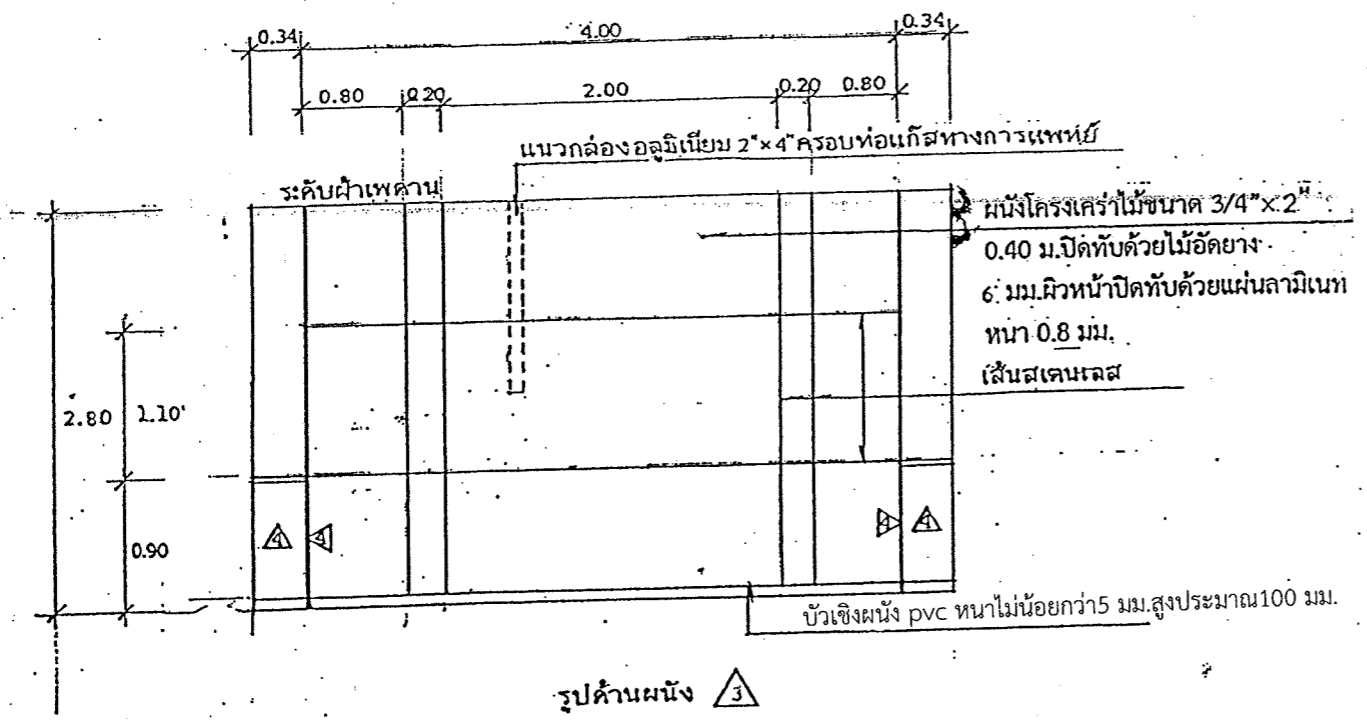 0.34 4.00 0.34
0.80 0.20 2.00 0.20 0.80
แนวกล่องอลูมิเนียม 2"×4" ครอบท่อแก๊สทางการแพทย์
ระดับฝ้าเพดาน
ผนังโครงเคร่าไม้ขนาด 3/4"×2"
0.40 ม.ปิดทับด้วยไม้อัดยาง
6 มม.ผิวหน้าปิดทับด้วยแผ่นลามิเนท
หนา 0.8 มม.
เส้นสเตนเลส
2.80 1.10
0.90
4 4 4 4
บัวเชิงผนัง pvc หนาไม่น้อยกว่า5 มม.สูงประมาณ100 มม.
รูปด้านผนัง 3